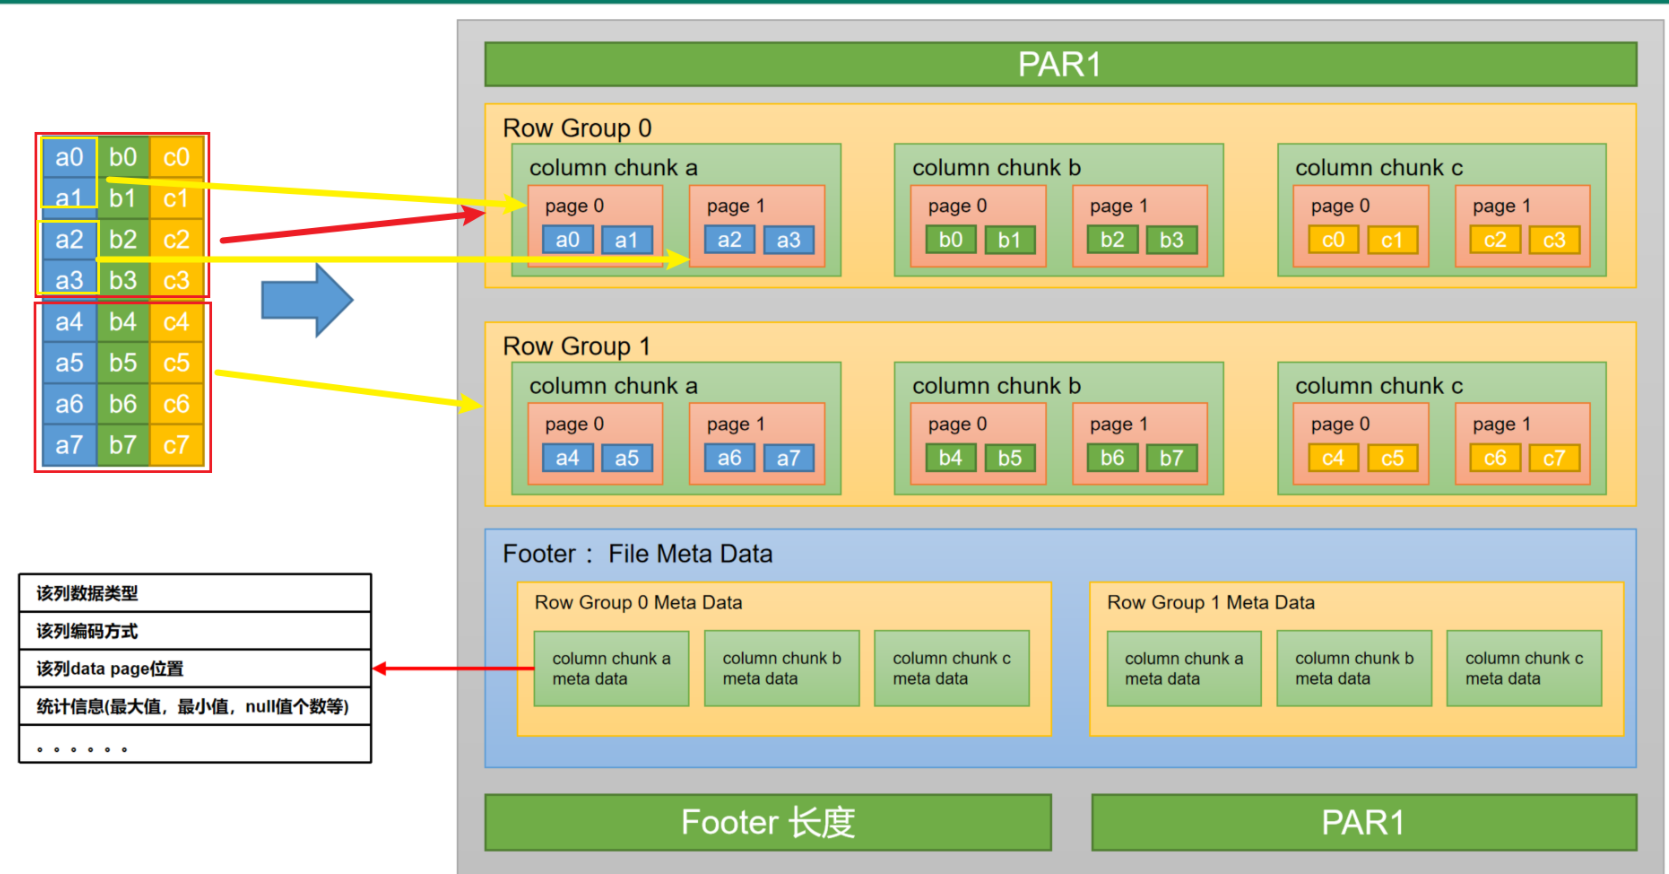 PAR1
Row Group 0
column chunk a
column chunk b
column chunk c
page 0
page 1
page 0
page 1
page 0
page 1
a0 a1
a2 a3
b0 b1
b2 b3
c0 c1
c2 c3
a0 b0 c0
a1 b1 c1
a2 b2 c2
a3 b3 c3
a4 b4 c4
a5 b5 c5
a6 b6 c6
a7 b7 c7
Row Group 1
column chunk a
column chunk b
column chunk c
page 0
page 1
page 0
page 1
page 0
page 1
a4 a5
a6 a7
b4 b5
b6 b7
c4 c5
c6 c7
Footer： File Meta Data
Row Group 0 Meta Data
column chunk a
meta data
column chunk b
meta data
column chunk c
meta data
Row Group 1 Meta Data
column chunk a
meta data
column chunk b
meta data
column chunk c
meta data
该列数据类型
该列编码方式
该列data page位置
统计信息(最大值，最小值，null值个数等)
。。。。。。
Footer 长度
PAR1